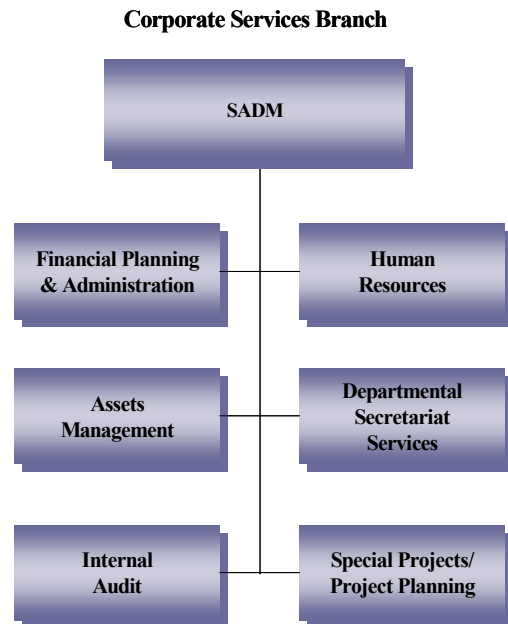 Corporate Services Branch
SADM
Financial Planning
& Administration
Human
Resources
Assets
Management
Departmental
Secretariat
Services
Internal
Audit
Special Projects/
Project Planning